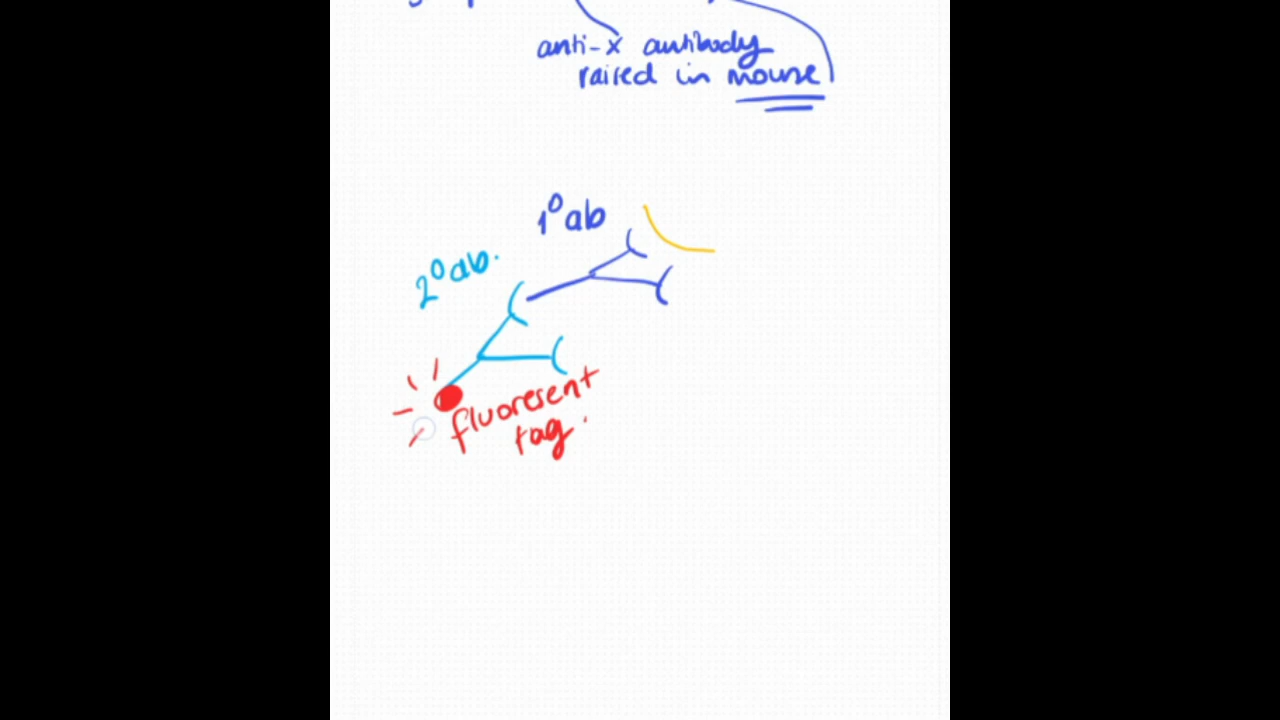 anti-x antibody
raised in mouse
1° ab
2° ab.
fluoresent
tag.